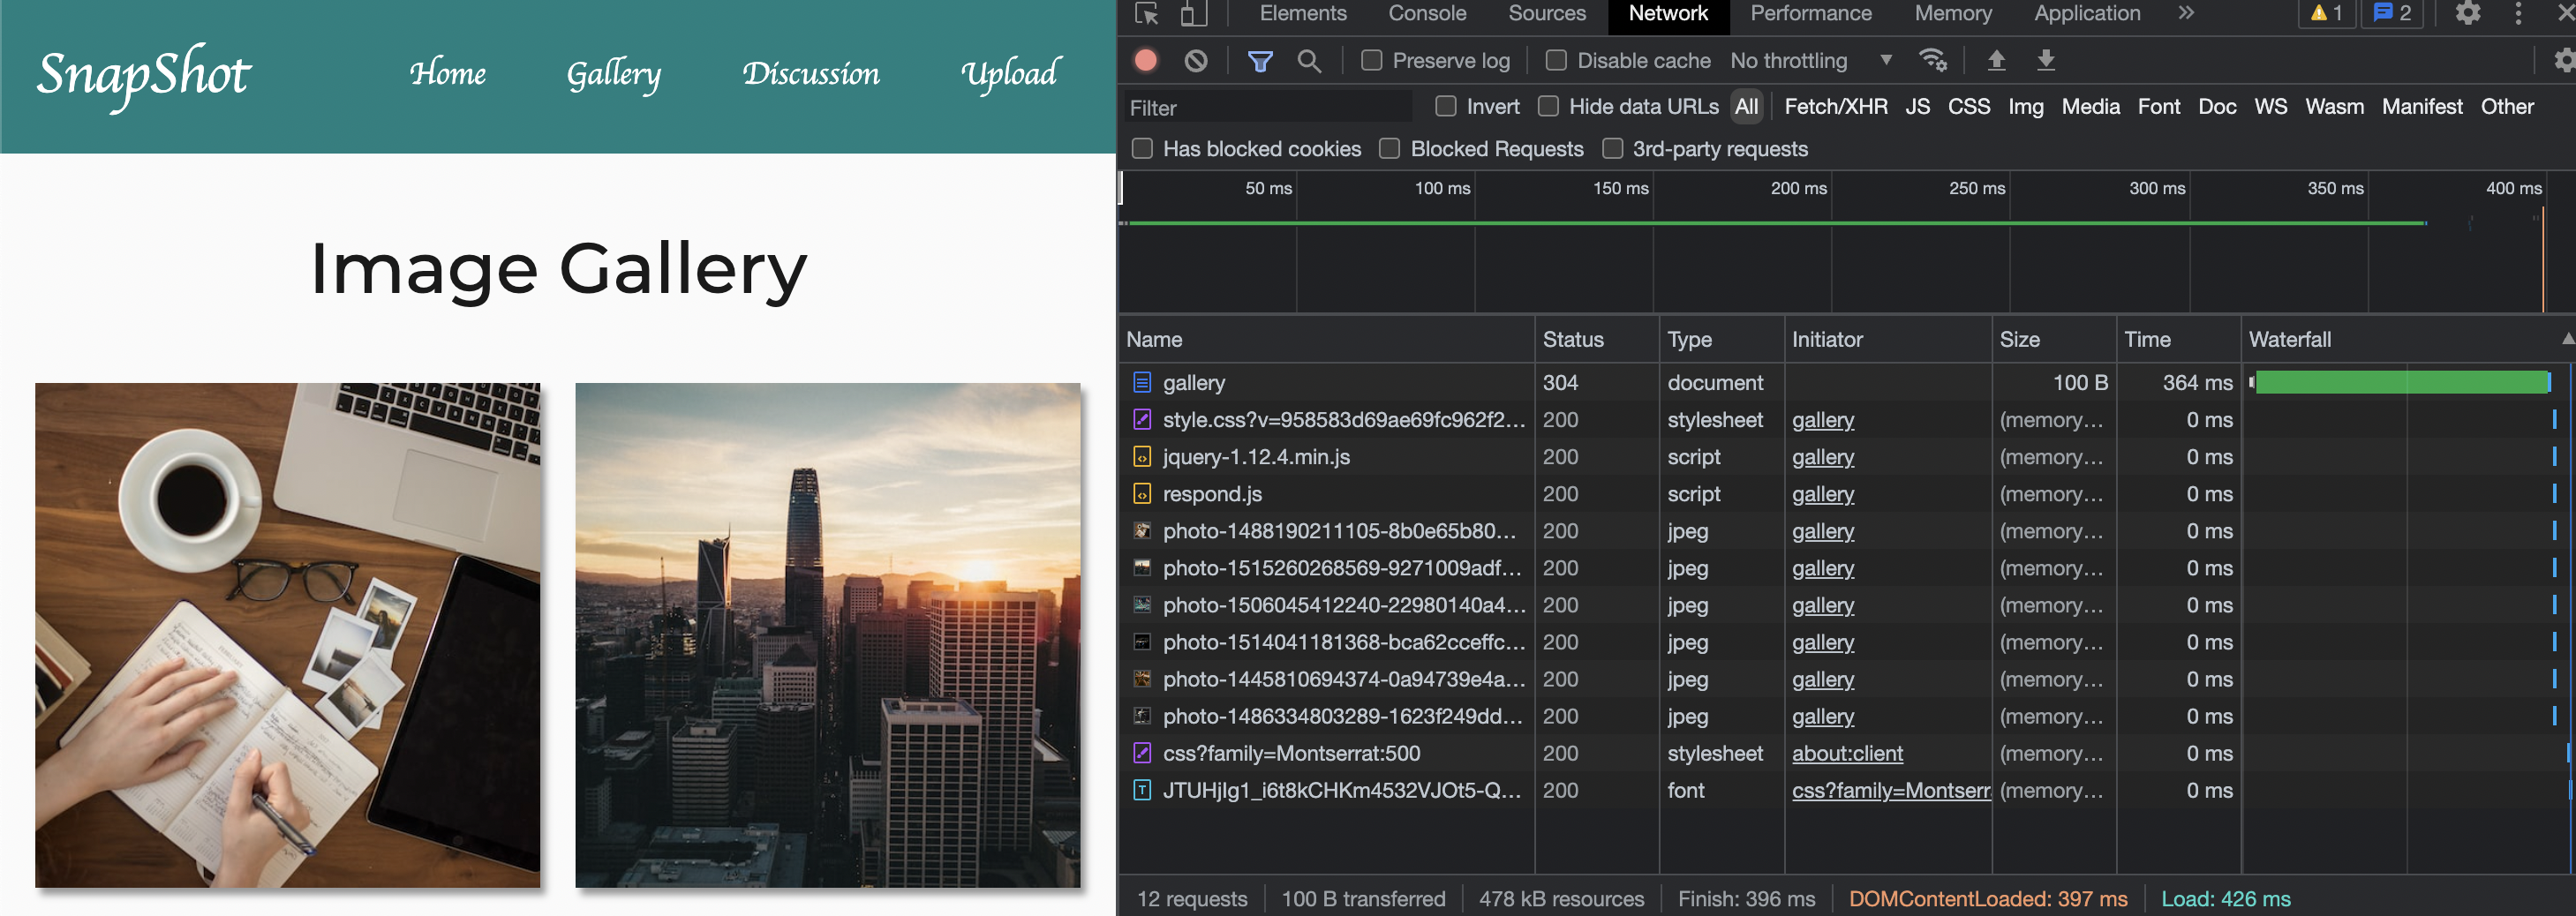 SnapShot
Home Gallery Discussion Upload
Image Gallery
Elements Console Sources Network Performance Memory Application » 1 2
Preserve log Disable cache No throttling
Filter Invert Hide data URLs All Fetch/XHR JS CSS Img Media Font Doc WS Wasm Manifest Other
Has blocked cookies Blocked Requests 3rd-party requests
50 ms 100 ms 150 ms 200 ms 250 ms 300 ms 350 ms 400 ms
Name Status Type Initiator Size Time Waterfall
gallery 304 document 100 B 364 ms
style.css?v=958583d69ae69fc962f2... 200 stylesheet gallery (memory... 0 ms
jquery-1.12.4.min.js 200 script gallery (memory... 0 ms
respond.js 200 script gallery (memory... 0 ms
photo-1488190211105-8b0e65b80... 200 jpeg gallery (memory... 0 ms
photo-1515260268569-9271009adf... 200 jpeg gallery (memory... 0 ms
photo-1506045412240-22980140a4... 200 jpeg gallery (memory... 0 ms
photo-1514041181368-bca62cceffc... 200 jpeg gallery (memory... 0 ms
photo-1445810694374-0a94739e4a... 200 jpeg gallery (memory... 0 ms
photo-1486334803289-1623f249dd... 200 jpeg gallery (memory... 0 ms
css?family=Montserrat:500 200 stylesheet about:client (memory... 0 ms
JTUHjIg1_i6t8kCHKm4532VJOt5-Q... 200 font css?family=Montserr (memory... 0 ms
12 requests 100 B transferred 478 kB resources Finish: 396 ms DOMContentLoaded: 397 ms Load: 426 ms